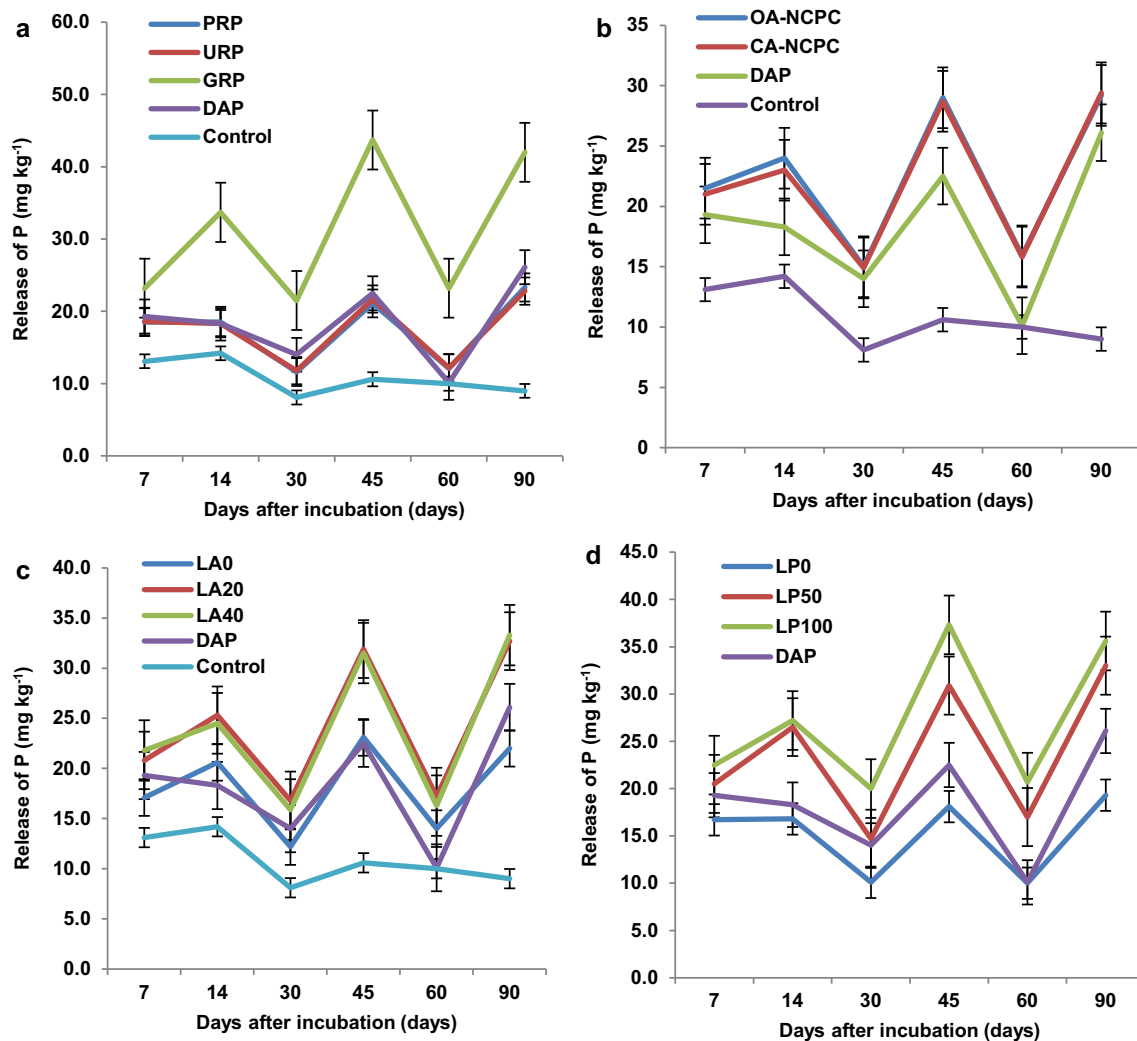 a
PRP
URP
GRP
DAP
Control
Release of P (mg kg-1)
60.0
50.0
40.0
30.0
20.0
10.0
0.0
7 14 30 45 60 90
Days after incubation (days)
b
OA-NCPC
CA-NCPC
DAP
Control
Release of P (mg kg-1)
35
30
25
20
15
10
5
0
7 14 30 45 60 90
Days after incubation (days)
c
LA0
LA20
LA40
DAP
Control
Release of P (mg kg-1)
40.0
35.0
30.0
25.0
20.0
15.0
10.0
5.0
0.0
7 14 30 45 60 90
Days after incubation (days)
d
LP0
LP50
LP100
DAP
Release of P (mg kg-1)
45.0
40.0
35.0
30.0
25.0
20.0
15.0
10.0
5.0
0.0
7 14 30 45 60 90
Days after incubation (days)